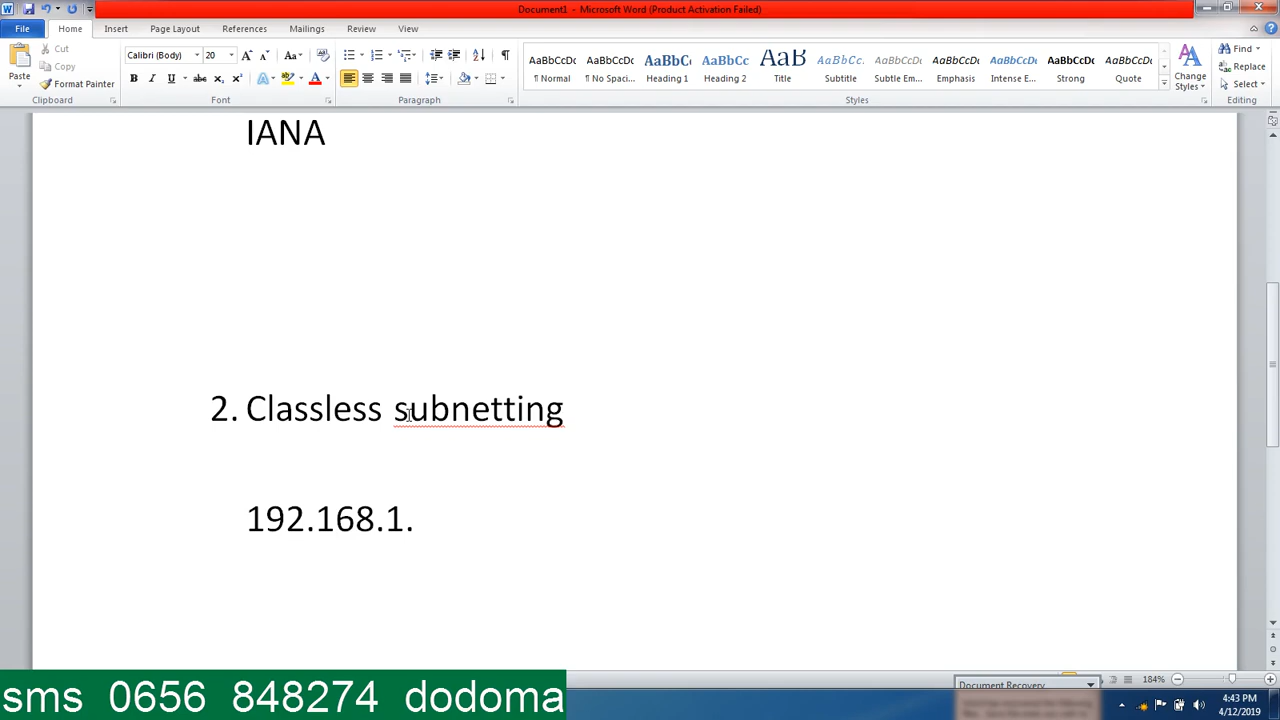 Document1 - Microsoft Word (Product Activation Failed)
File Home Insert Page Layout References Mailings Review View
Paste Cut Copy Format Painter Clipboard
Calibri (Body) 20 Font
Paragraph
AaBbCcDc AaBbCcDc AaBbC AaBbCc AaB AaBbCc. AaBbCcDc AaBbCcDc AaBbCcDc AaBbCcDc AaBbCcDc
¶ Normal ¶ No Spaci... Heading 1 Heading 2 Title Subtitle Subtle Em... Emphasis Intense E... Strong Quote
Change Styles Styles
Find Replace Select Editing
IANA
2. Classless subnetting
192.168.1.
sms 0656 848274 dodoma
Document Recovery
184%
4:43 PM
4/12/2019